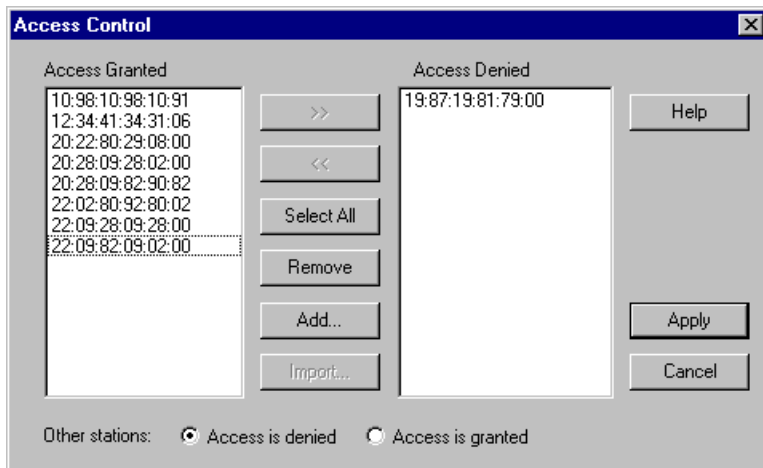 Access Control
Access Granted
10:98:10:98:10:91
12:34:41:34:31:06
20:22:80:29:08:00
20:28:09:28:02:00
20:28:09:82:90:82
22:02:80:92:80:02
22:09:28:09:28:00
22:09:82:09:02:00
>>
<<
Select All
Remove
Add...
Import...
Access Denied
19:87:19:81:79:00
Help
Apply
Cancel
Other stations: Access is denied Access is granted